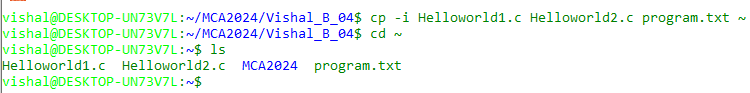 vishal@DESKTOP-UN73V7L:~/MCA2024/Vishal_B_04$ cp -i Helloworld1.c Helloworld2.c program.txt ~
vishal@DESKTOP-UN73V7L:~/MCA2024/Vishal_B_04$ cd ~
vishal@DESKTOP-UN73V7L:~$ ls
Helloworld1.c  Helloworld2.c  MCA2024  program.txt
vishal@DESKTOP-UN73V7L:~$